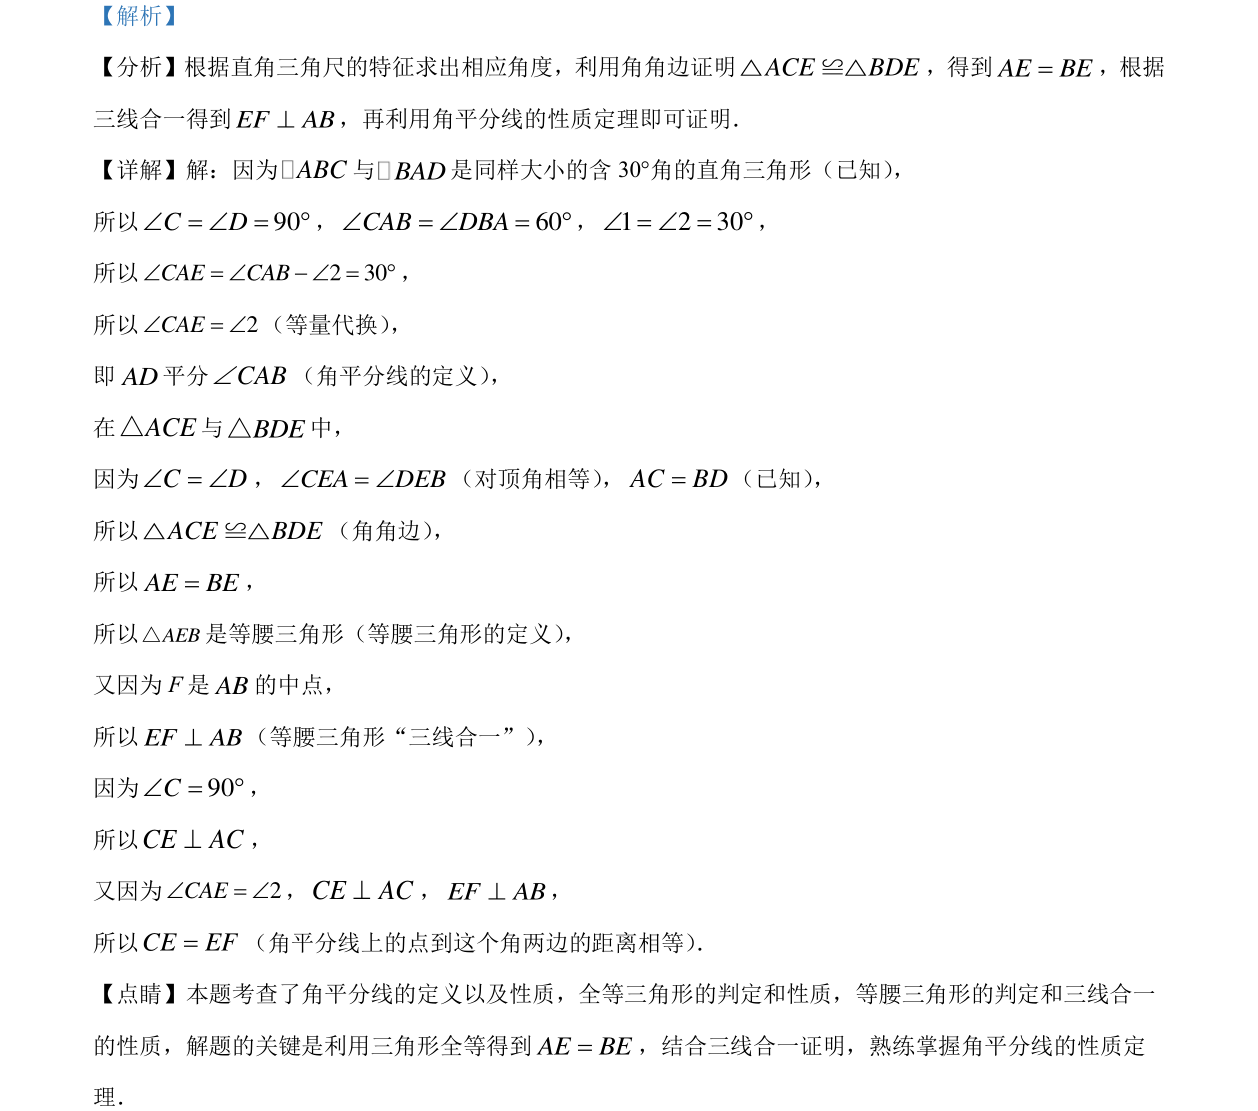 【解析】
【分析】根据直角三角尺的特征求出相应角度，利用角角边证明△ACE≌△BDE，得到AE=BE，根据
三线合一得到EF⊥AB，再利用角平分线的性质定理即可证明．
【详解】解：因为□ABC与□BAD是同样大小的含30°角的直角三角形（已知），
所以∠C=∠D=90°，∠CAB=∠DBA=60°，∠1=∠2=30°，
所以∠CAE=∠CAB−∠2=30°，
所以∠CAE=∠2（等量代换），
即AD平分∠CAB（角平分线的定义），
在△ACE与△BDE中，
因为∠C=∠D，∠CEA=∠DEB（对顶角相等），AC=BD（已知），
所以△ACE≌△BDE（角角边），
所以AE=BE，
所以△AEB是等腰三角形（等腰三角形的定义），
又因为F是AB的中点，
所以EF⊥AB（等腰三角形“三线合一”），
因为∠C=90°，
所以CE⊥AC，
又因为∠CAE=∠2，CE⊥AC，EF⊥AB，
所以CE=EF（角平分线上的点到这个角两边的距离相等）．
【点睛】本题考查了角平分线的定义以及性质，全等三角形的判定和性质，等腰三角形的判定和三线合一
的性质，解题的关键是利用三角形全等得到AE=BE，结合三线合一证明，熟练掌握角平分线的性质定
理．